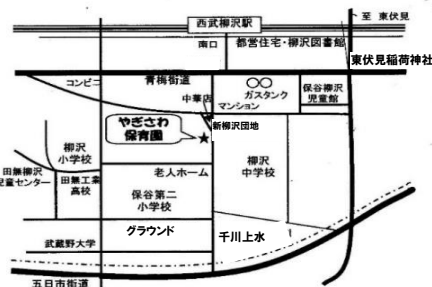 至 東伏見
西武柳沢駅
南口
都営住宅・柳沢図書館
東伏見稲荷神社
コンビニ
青梅街道
中華店
ガスタンク
マンション
保谷柳沢
児童館
新柳沢団地
やぎさわ
保育園
柳沢
小学校
柳沢
中学校
田無柳沢
児童センター
田無工業
高校
老人ホーム
保谷第二
小学校
グラウンド
千川上水
武蔵野大学
五日市街道